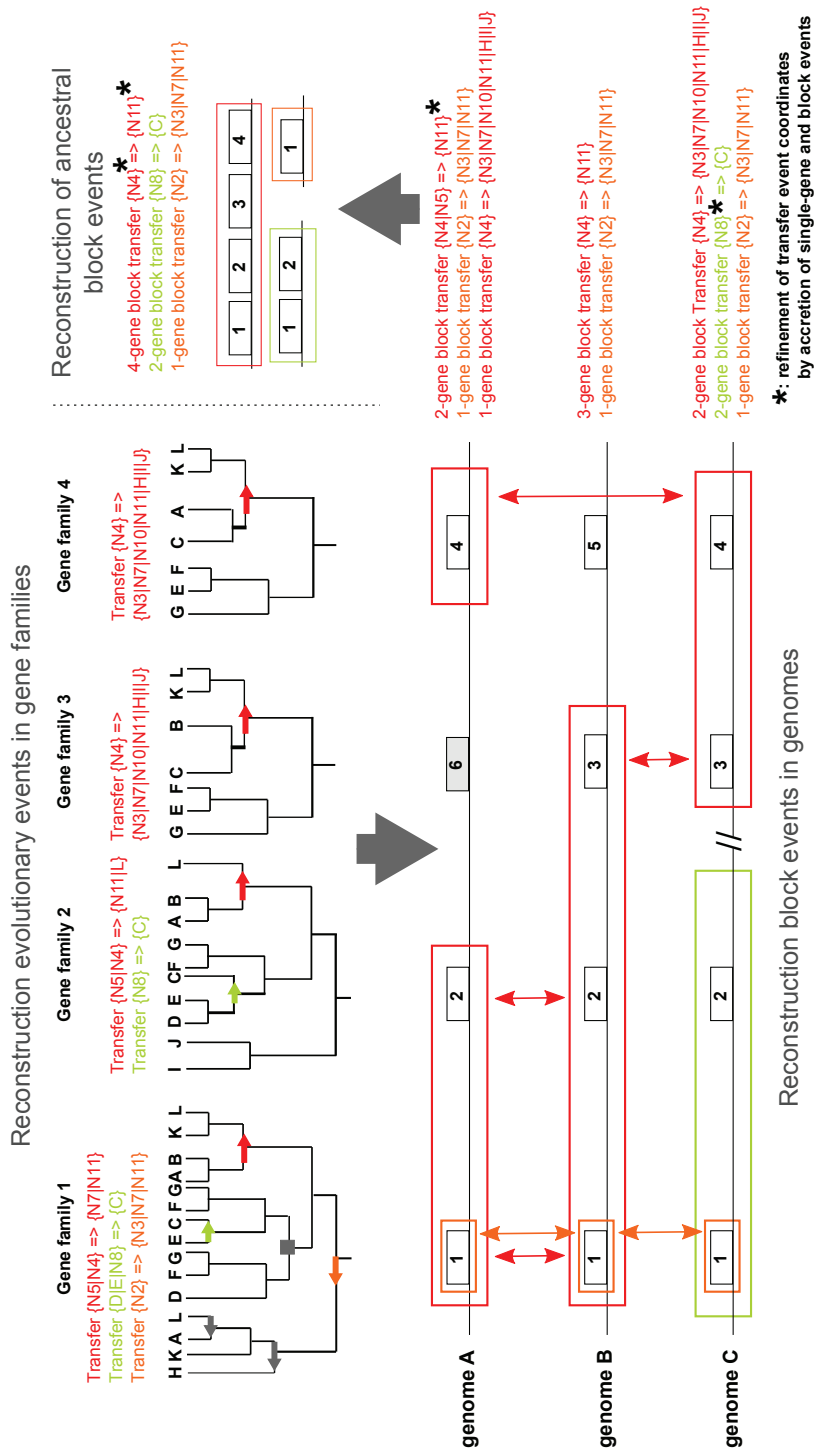 Reconstruction evolutionary events in gene families
Gene family 1
Transfer {N5|N4} => {N7|N11}
Transfer {D|E|N8} => {C}
Transfer {N2} => {N3|N7|N11}
H K A L D F G E C F G A B K L
Gene family 2
Transfer {N5|N4} => {N11|L}
Transfer {N8} => {C}
I J D E C F G A B L
Gene family 3
Transfer {N4} =>
{N3|N7|N10|N11|H|I|J}
G E F C B K L
Gene family 4
Transfer {N4} =>
{N3|N7|N10|N11|H|I|J}
G E F C A K L
Reconstruction of ancestral
block events
4-gene block transfer {N4}* => {N11}*
2-gene block transfer {N8} => {C}
1-gene block transfer {N2} => {N3|N7|N11}
1 2 3 4
1 2 1
genome A
1 2 6 4
2-gene block transfer {N4|N5} => {N11}*
1-gene block transfer {N2} => {N3|N7|N11}
1-gene block transfer {N4} => {N3|N7|N10|N11|H|I|J}
genome B
1 2 3 5
3-gene block transfer {N4} => {N11}
1-gene block transfer {N2} => {N3|N7|N11}
genome C
1 2 // 3 4
2-gene block Transfer {N4} => {N3|N7|N10|N11|H|I|J}
2-gene block transfer {N8}* => {C}
1-gene block transfer {N2} => {N3|N7|N11}
Reconstruction block events in genomes
*: refinement of transfer event coordinates
by accretion of single-gene and block events